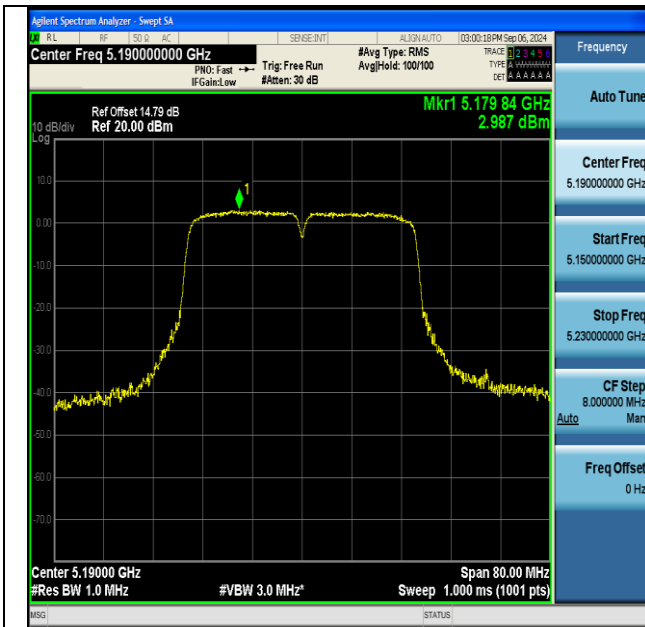 Agilent Spectrum Analyzer - Swept SA
RL RF 50 Ω AC SENSE:INT ALIGN AUTO 03:00:18 PM Sep 06, 2024
Center Freq 5.190000000 GHz
PNO: Fast
IFGain:Low
Trig: Free Run
#Atten: 30 dB
#Avg Type: RMS
Avg|Hold: 100/100
TRACE 1 2 3 4 5 6
TYPE A WWWWW
DET A A A A A A
Frequency
Auto Tune
Center Freq
5.190000000 GHz
Start Freq
5.150000000 GHz
Stop Freq
5.230000000 GHz
CF Step
8.000000 MHz
Auto Man
Freq Offset
0 Hz
Mkr1 5.179 84 GHz
2.987 dBm
Ref Offset 14.79 dB
10 dB/div Ref 20.00 dBm
Log
10.0
1
0.00
-10.0
-20.0
-30.0
-40.0
-50.0
-60.0
-70.0
Center 5.19000 GHz Span 80.00 MHz
#Res BW 1.0 MHz #VBW 3.0 MHz* Sweep 1.000 ms (1001 pts)
MSG STATUS